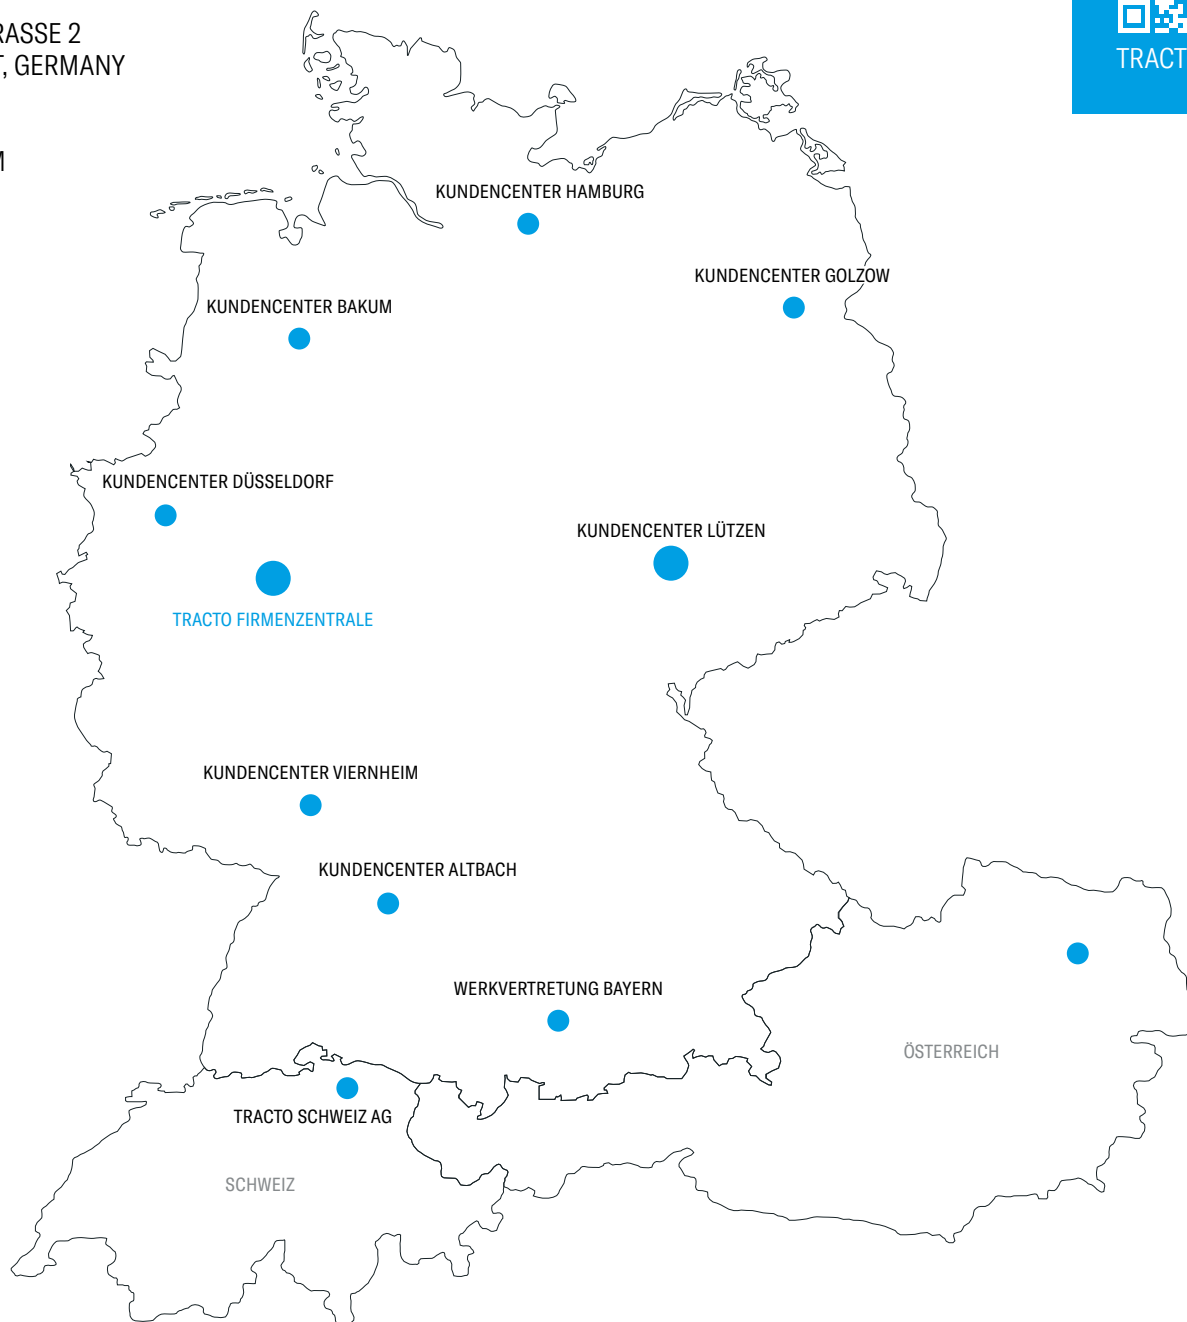 2
, GERMANY
TRACT
KUNDENCENTER HAMBURG
KUNDENCENTER GOLZOW
KUNDENCENTER BAKUM
KUNDENCENTER DÜSSELDORF
KUNDENCENTER LÜTZEN
TRACTO FIRMENZENTRALE
KUNDENCENTER VIERNHEIM
KUNDENCENTER ALTBACH
WERKVERTRETUNG BAYERN
ÖSTERREICH
TRACTO SCHWEIZ AG
SCHWEIZ